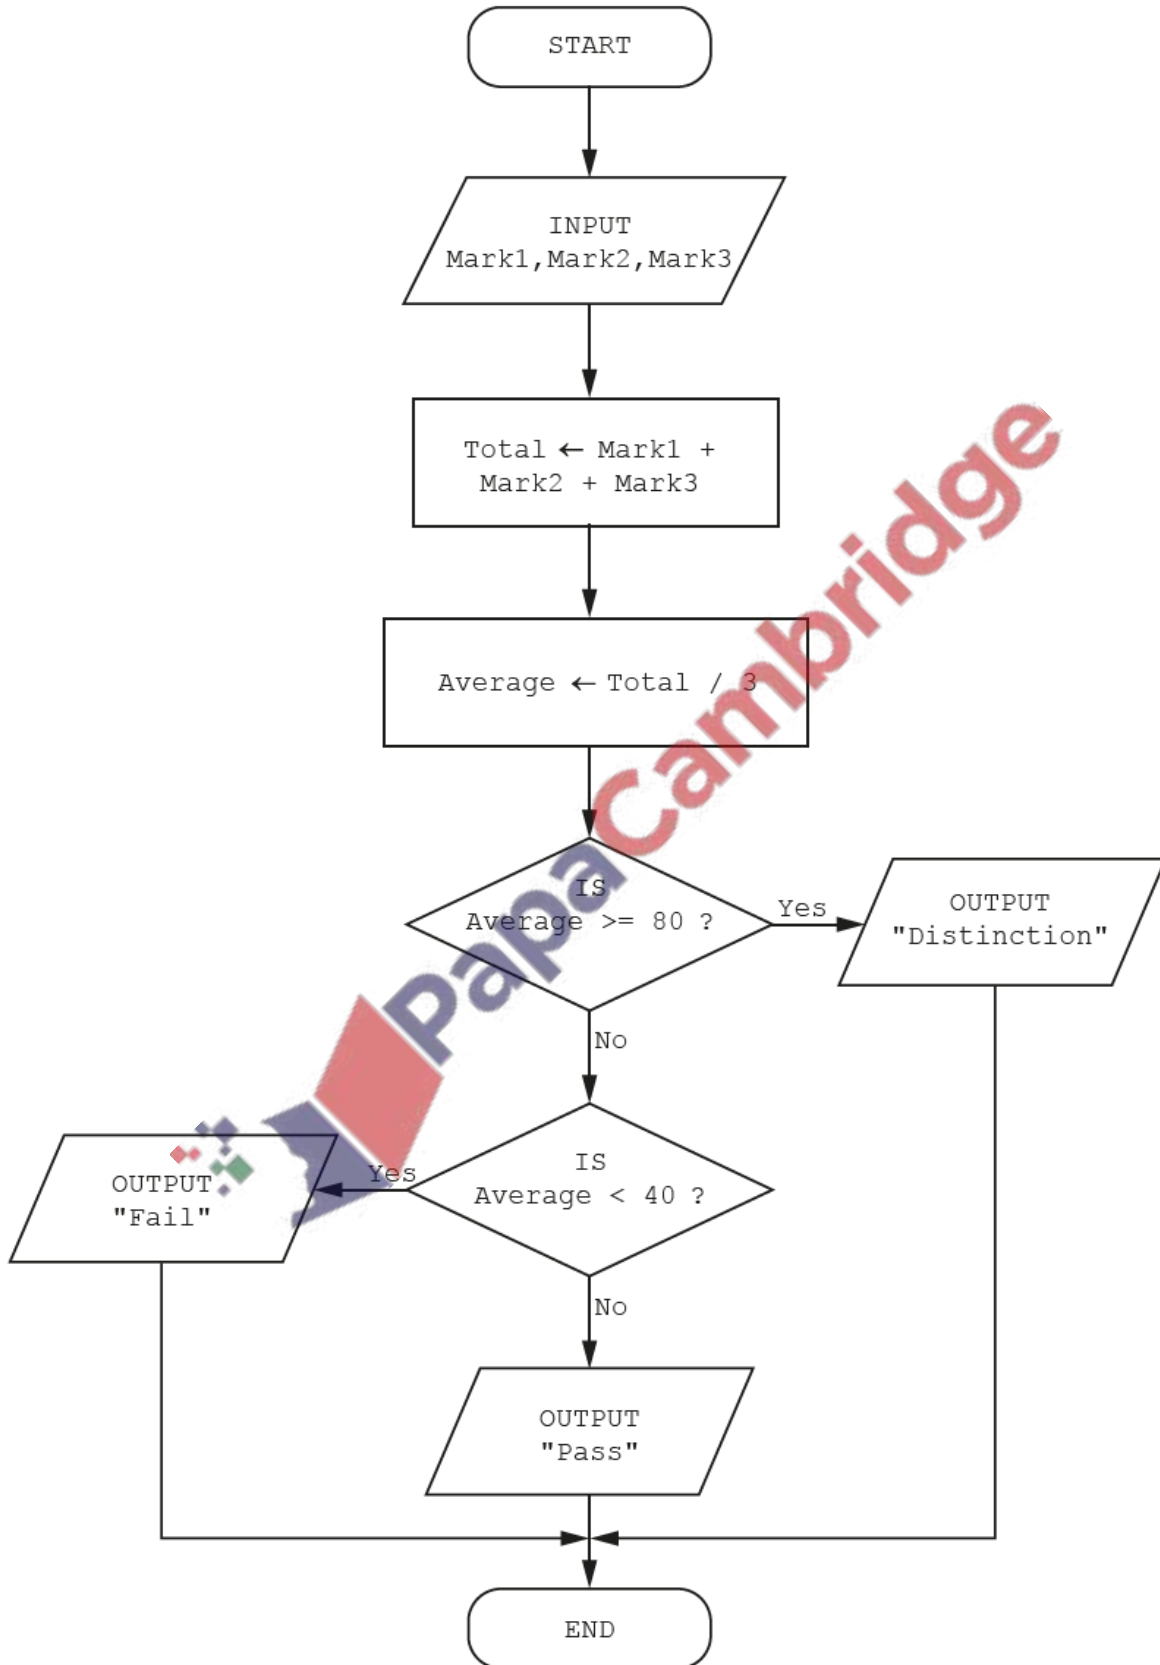 START
INPUT
Mark1,Mark2,Mark3
Total ← Mark1 +
Mark2 + Mark3
Average ← Total / 3
IS
Average >= 80 ?
Yes
OUTPUT
"Distinction"
No
IS
Average < 40 ?
Yes
OUTPUT
"Fail"
No
OUTPUT
"Pass"
END
PapaCambridge